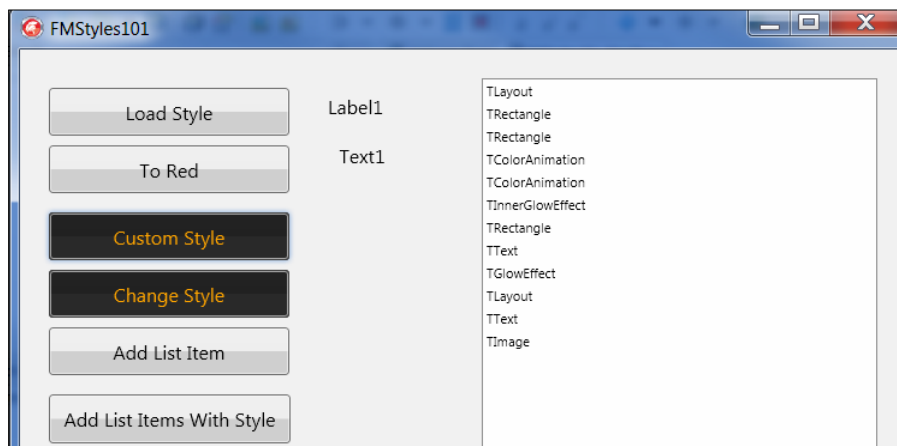 FMStyles101
Load Style
To Red
Custom Style
Change Style
Add List Item
Add List Items With Style
Label1
Text1
TLayout
TRectangle
TRectangle
TColorAnimation
TColorAnimation
TInnerGlowEffect
TRectangle
TText
TGlowEffect
TLayout
TText
TImage